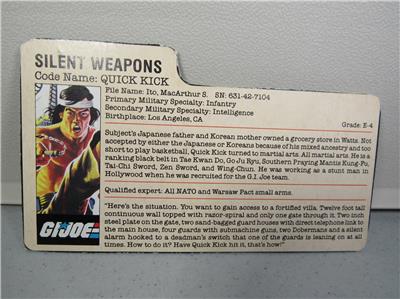 SILENT WEAPONS
Code Name: QUICK KICK
File Name: Ito, MacArthur S. SN: 631-42-7104
Primary Military Specialty: Infantry
Secondary Military Specialty: Intelligence
Birthplace: Los Angeles, CA
Grade: E-4
Subject's Japanese father and Korean mother owned a grocery store in Watts. Not
accepted by either the Japanese or Koreans because of his mixed ancestry and too
short to play basketball, Quick Kick turned to martial arts. All martial arts. He is a
ranking black belt in Tae Kwan Do, Go Ju Ryu, Southern Praying Mantis Kung-Fu,
Tai-Chi Sword, Zen Sword, and Wing-Chun. He was working as a stunt man in
Hollywood when he was recruited for the G.I. Joe team.
Qualified expert: All NATO and Warsaw Pact small arms.
"Here's the situation. You want to gain access to a fortified villa. Twelve foot tall
continuous wall topped with razor-spiral and only one gate through it. Two inch
steel plate on the gate, two sand-bagged guard houses with direct telephone link to
the main house, four guards with submachine guns, two Dobermans and a silent
alarm hooked to a deadman's switch that one of the guards is leaning on at all
times. How to do it? Have Quick Kick hit it, that's how!"
G.I. JOE